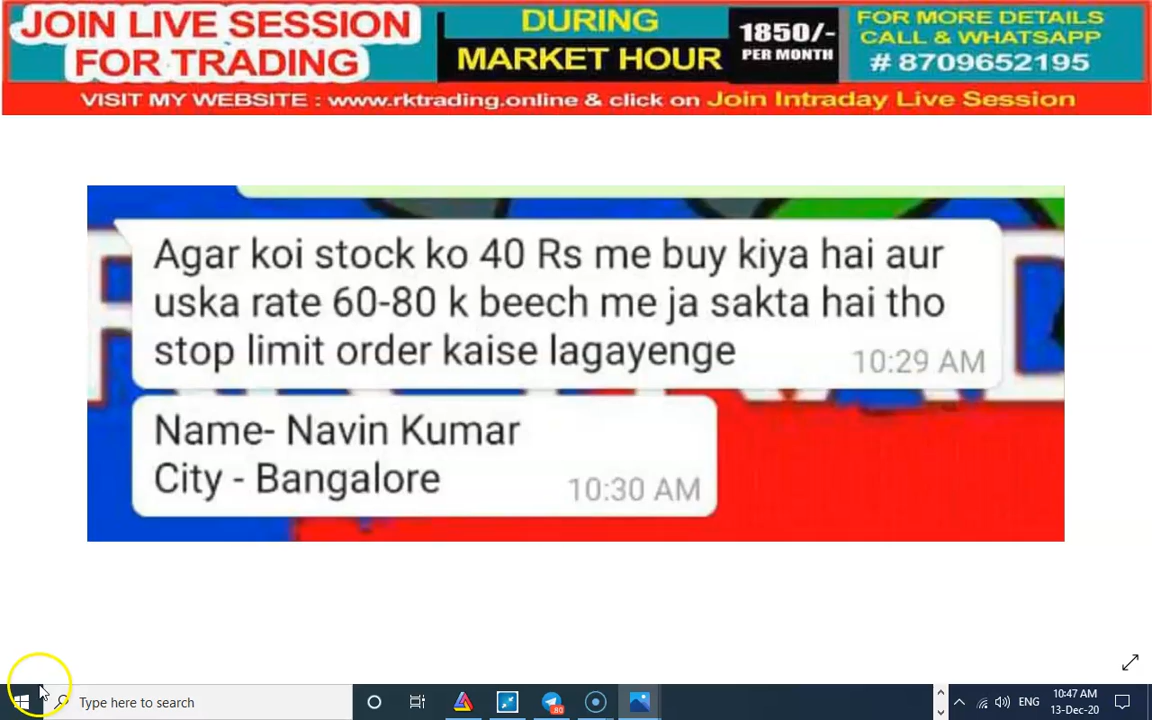 JOIN LIVE SESSION
FOR TRADING
DURING
MARKET HOUR
1850/-
PER MONTH
FOR MORE DETAILS
CALL & WHATSAPP
# 8709652195
VISIT MY WEBSITE : www.rktrading.online & click on Join Intraday Live Session
Agar koi stock ko 40 Rs me buy kiya hai aur
uska rate 60-80 k beech me ja sakta hai tho
stop limit order kaise lagayenge
10:29 AM
Name- Navin Kumar
City - Bangalore
10:30 AM
Type here to search
80
ENG
10:47 AM
13-Dec-20